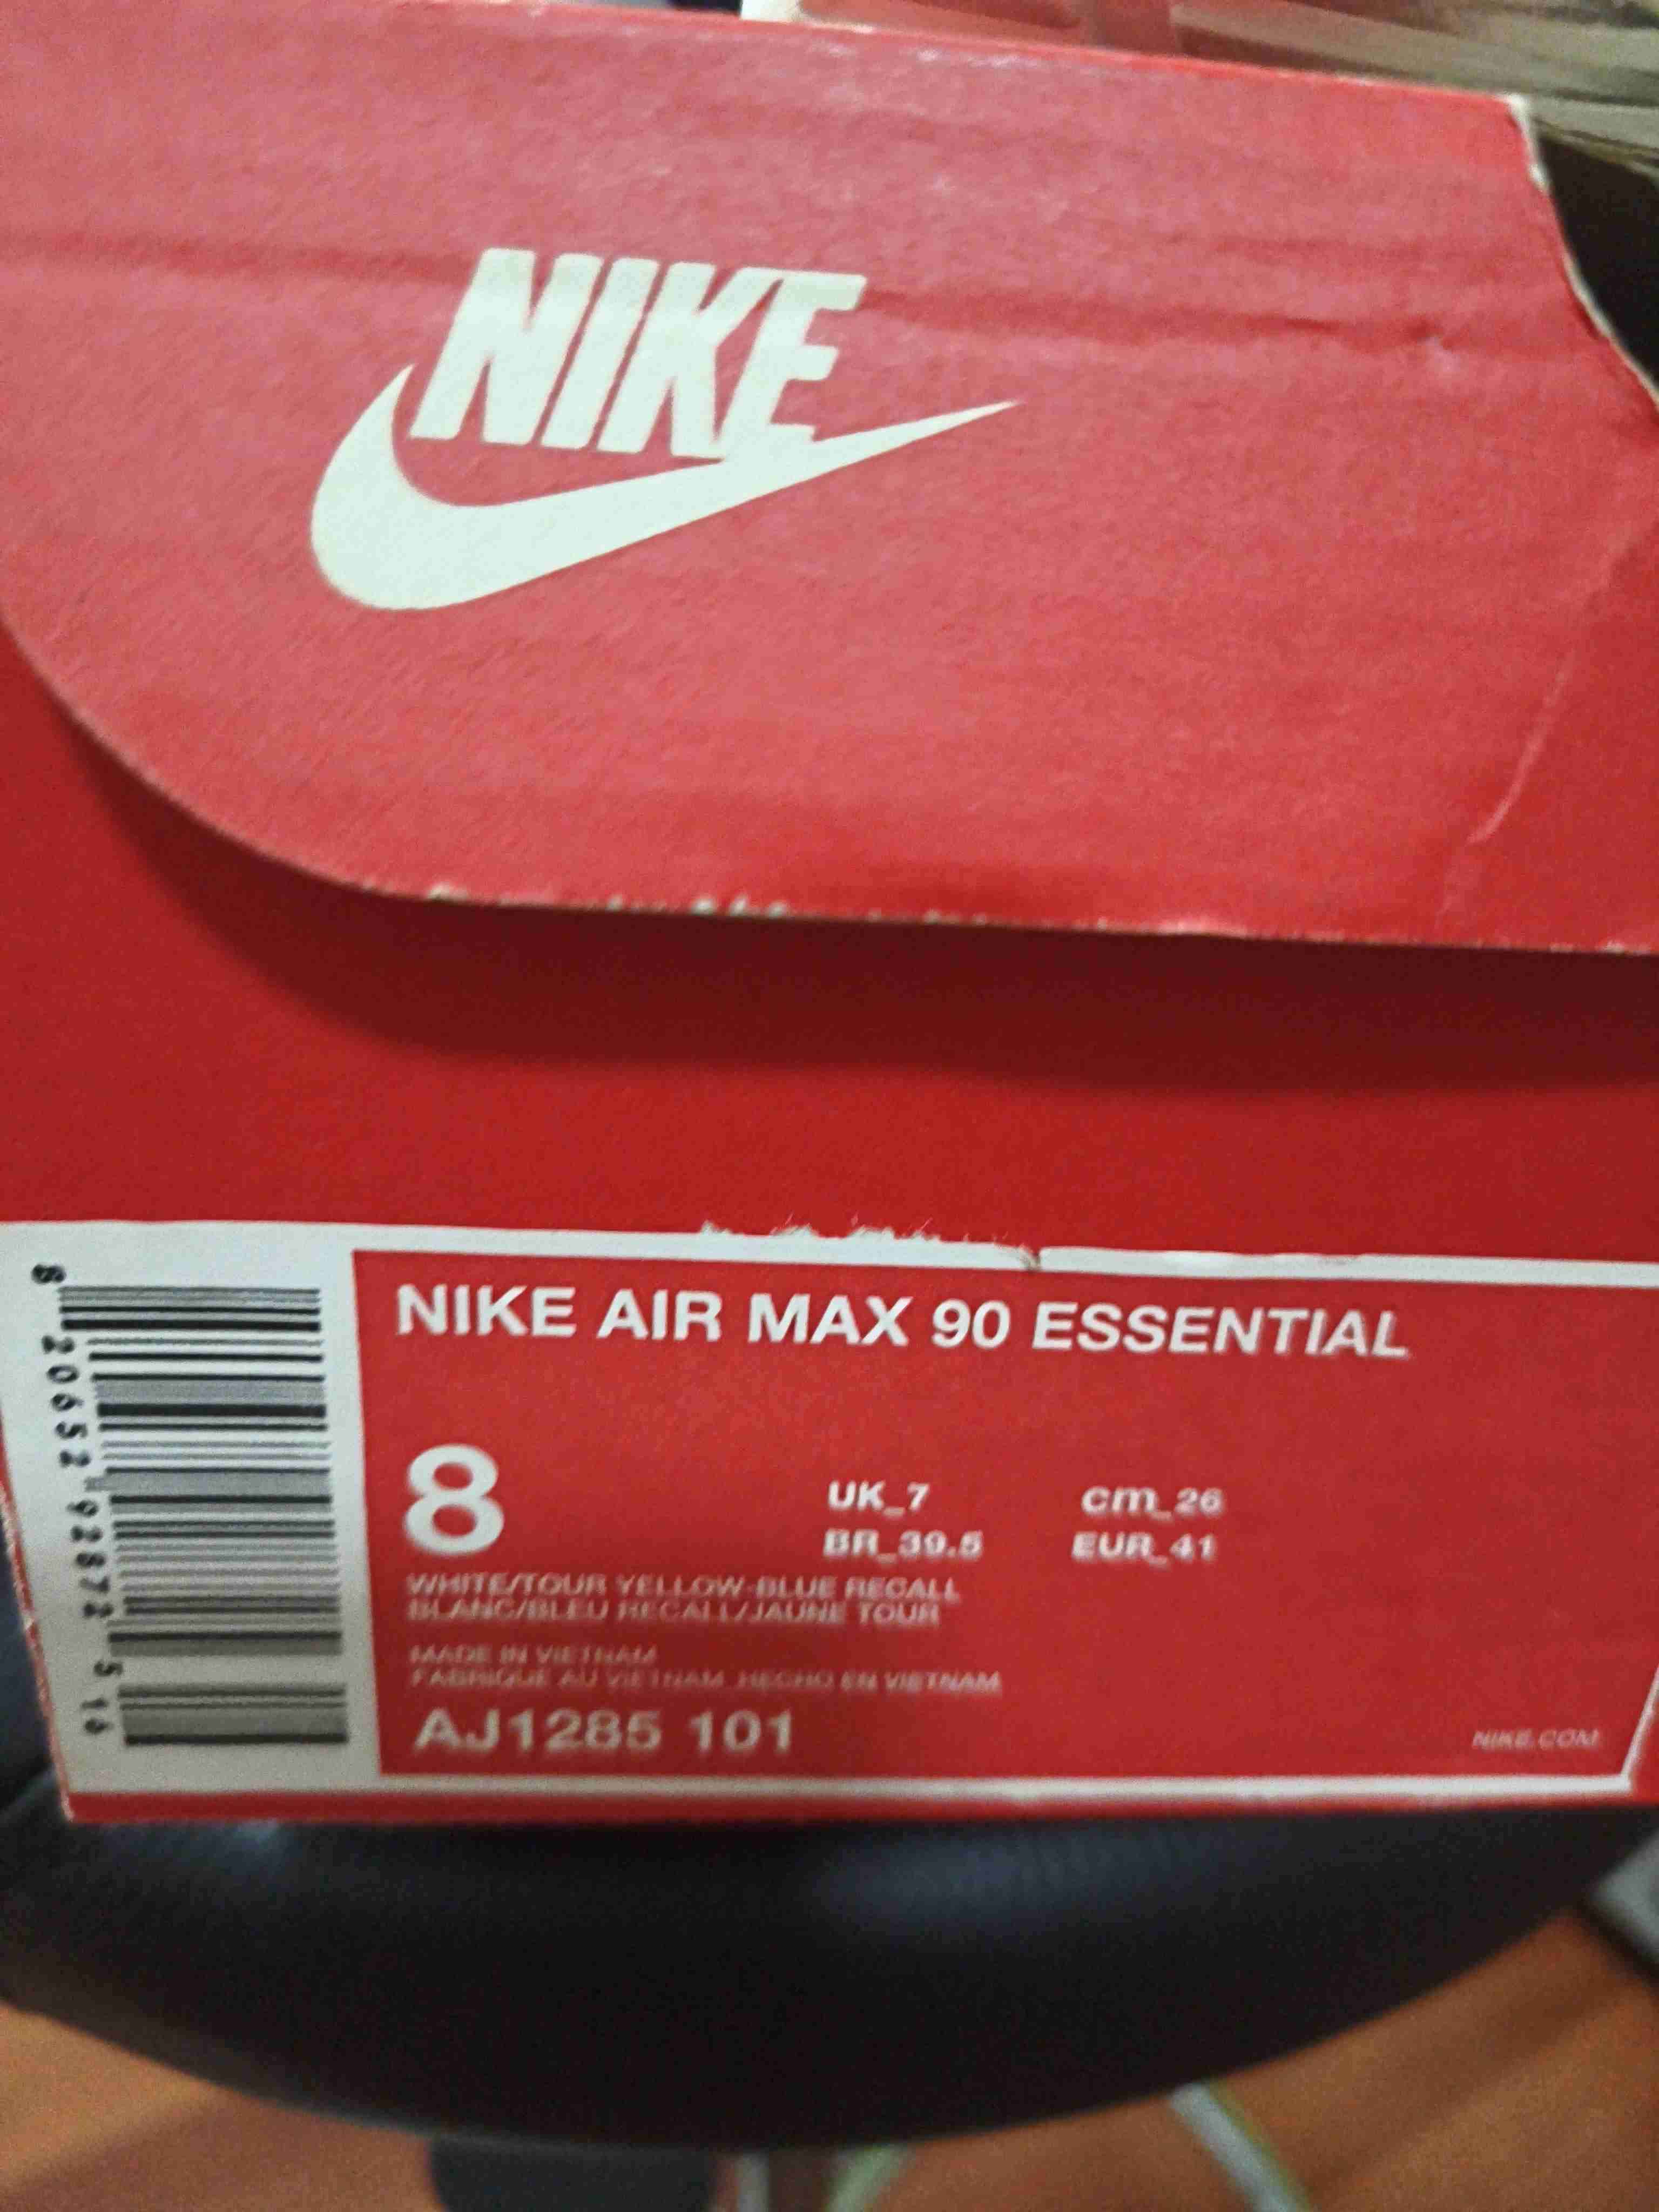 NIKE
NIKE AIR MAX 90 ESSENTIAL
8
UK_7
cm_26
BR_39.5
EUR_41
WHITE/TOUR YELLOW-BLUE RECALL
BLANC/BLEU RECALL/JAUNE TOUR
MADE IN VIETNAM
FABRIQUE AU VIETNAM HECHO EN VIETNAM
AJ1285 101
NIKE.COM